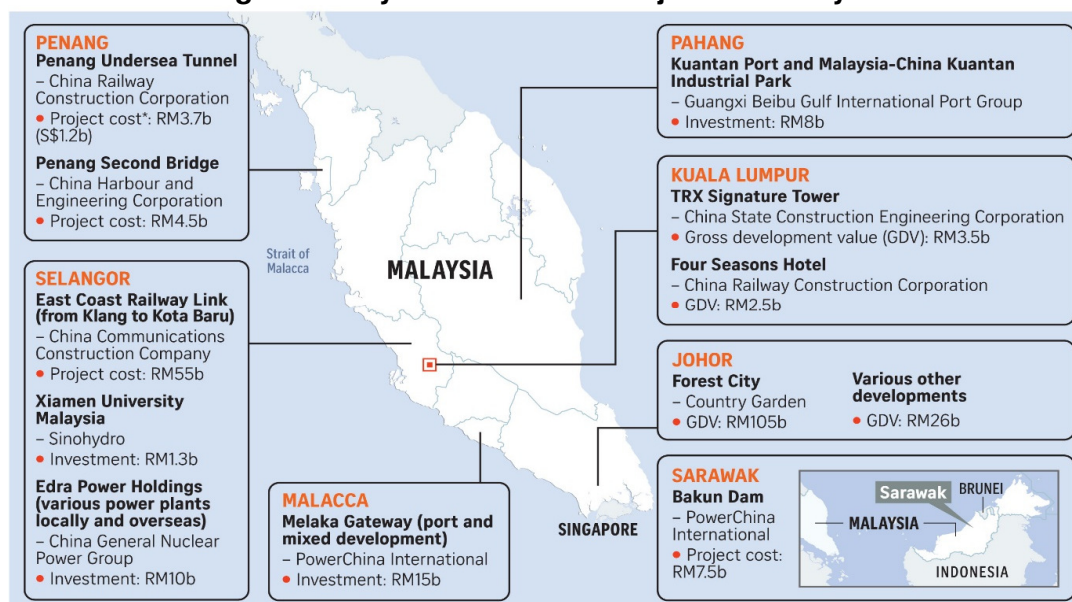 PENANG
Penang Undersea Tunnel
– China Railway
Construction Corporation
• Project cost*: RM3.7b
(S$1.2b)
Penang Second Bridge
– China Harbour and
Engineering Corporation
• Project cost: RM4.5b
SELANGOR
East Coast Railway Link
(from Klang to Kota Baru)
– China Communications
Construction Company
• Project cost: RM55b
Xiamen University
Malaysia
– Sinohydro
• Investment: RM1.3b
Edra Power Holdings
(various power plants
locally and overseas)
– China General Nuclear
Power Group
• Investment: RM10b
Strait of
Malacca
MALAYSIA
MALACCA
Melaka Gateway (port and
mixed development)
– PowerChina International
• Investment: RM15b
SINGAPORE
PAHANG
Kuantan Port and Malaysia-China Kuantan
Industrial Park
– Guangxi Beibu Gulf International Port Group
• Investment: RM8b
KUALA LUMPUR
TRX Signature Tower
– China State Construction Engineering Corporation
• Gross development value (GDV): RM3.5b
Four Seasons Hotel
– China Railway Construction Corporation
• GDV: RM2.5b
JOHOR
Forest City
– Country Garden
• GDV: RM105b
Various other
developments
• GDV: RM26b
SARAWAK
Bakun Dam
– PowerChina
International
• Project cost:
RM7.5b
Sarawak
BRUNEI
MALAYSIA
INDONESIA